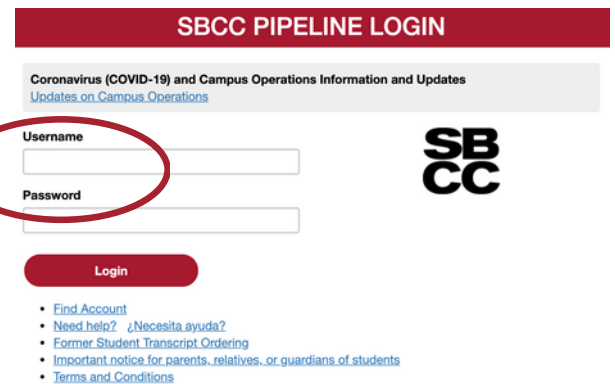 SBCC PIPELINE LOGIN
Coronavirus (COVID-19) and Campus Operations Information and Updates
Updates on Campus Operations
Username
SB
CC
Password
Login
Find Account
Need help? ¿Necesita ayuda?
Former Student Transcript Ordering
Important notice for parents, relatives, or guardians of students
Terms and Conditions